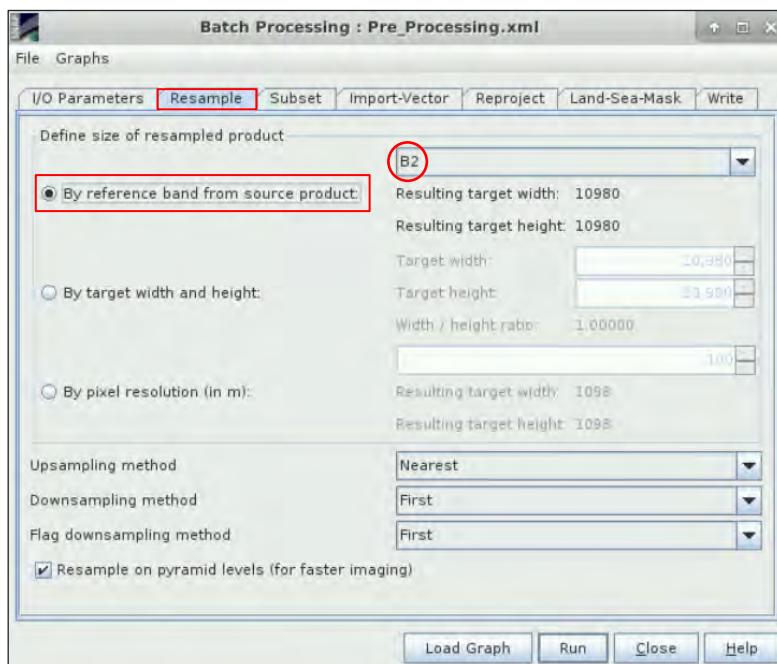 Batch Processing : Pre_Processing.xml
File Graphs
I/O Parameters Resample Subset Import-Vector Reproject Land-Sea-Mask Write
Define size of resampled product
B2
By reference band from source product: Resulting target width: 10980
Resulting target height: 10980
Target width: 10,980
By target width and height: Target height: 10,980
Width / height ratio: 1.00000
100
By pixel resolution (in m): Resulting target width: 1098
Resulting target height: 1098
Upsampling method Nearest
Downsampling method First
Flag downsampling method First
Resample on pyramid levels (for faster imaging)
Load Graph Run Close Help